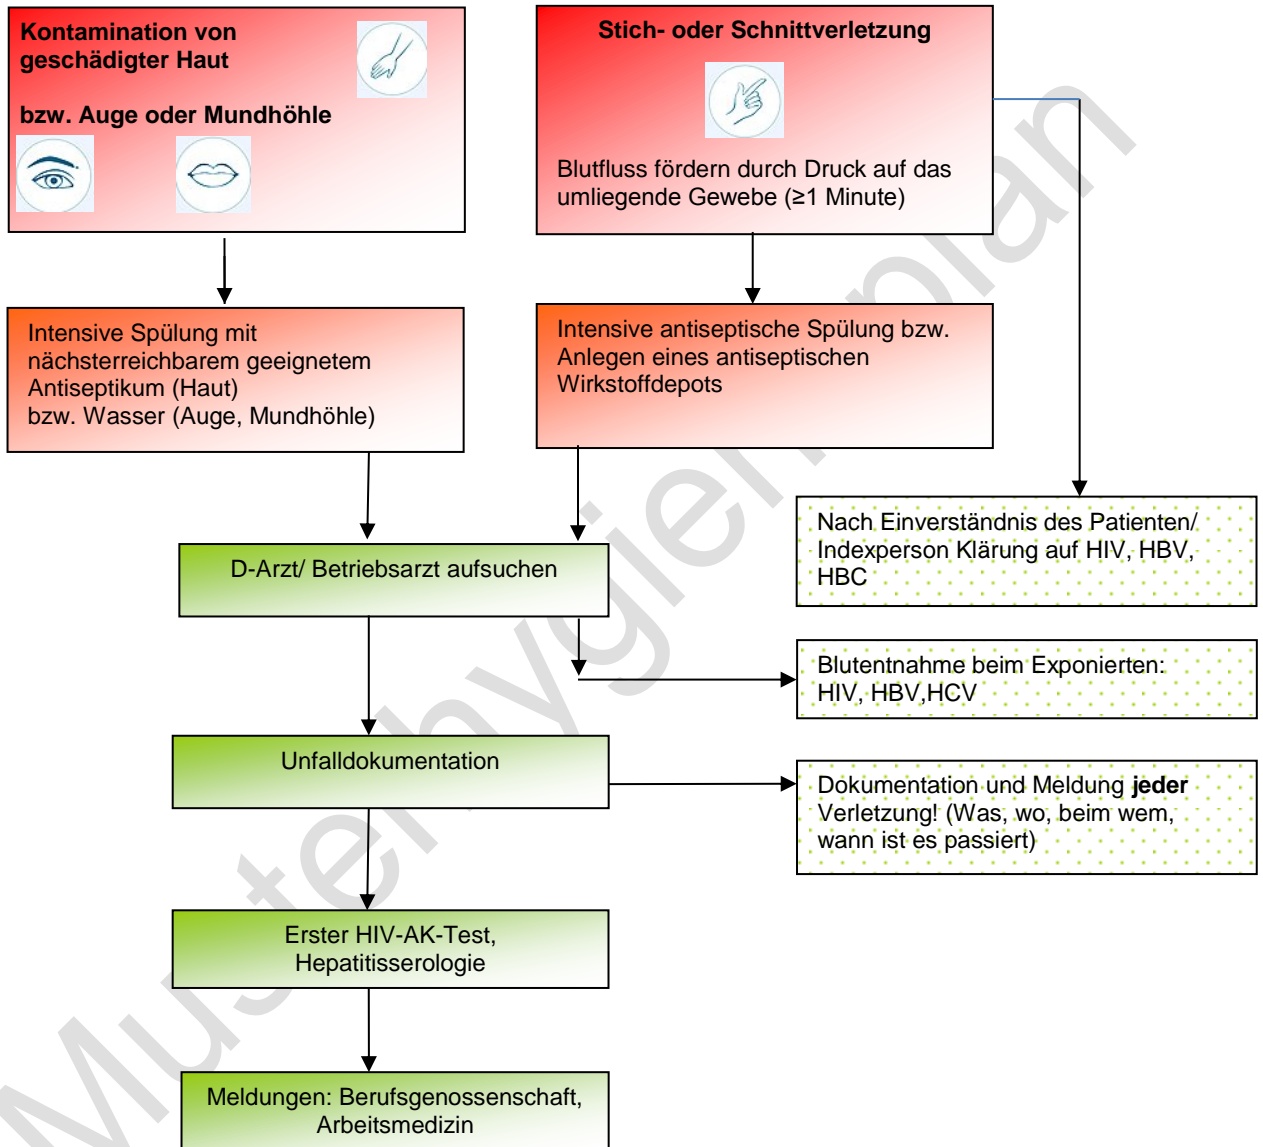 Kontamination von
geschädigter Haut
bzw. Auge oder Mundhöhle
Stich- oder Schnittverletzung
Blutfluss fördern durch Druck auf das
umliegende Gewebe (≥1 Minute)
Intensive Spülung mit
nächsterreichbarem geeignetem
Antiseptikum (Haut)
bzw. Wasser (Auge, Mundhöhle)
Intensive antiseptische Spülung bzw.
Anlegen eines antiseptischen
Wirkstoffdepots
Nach Einverständnis des Patienten/
Indexperson Klärung auf HIV, HBV,
HBC
D-Arzt/ Betriebsarzt aufsuchen
Blutentnahme beim Exponierten:
HIV, HBV,HCV
Unfalldokumentation
Dokumentation und Meldung jeder
Verletzung! (Was, wo, beim wem,
wann ist es passiert)
Erster HIV-AK-Test,
Hepatitisserologie
Meldungen: Berufsgenossenschaft,
Arbeitsmedizin
Musterhygieneplan